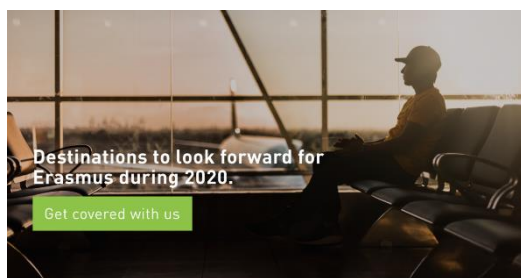 Destinations to look forward for
Erasmus during 2020.
Get covered with us